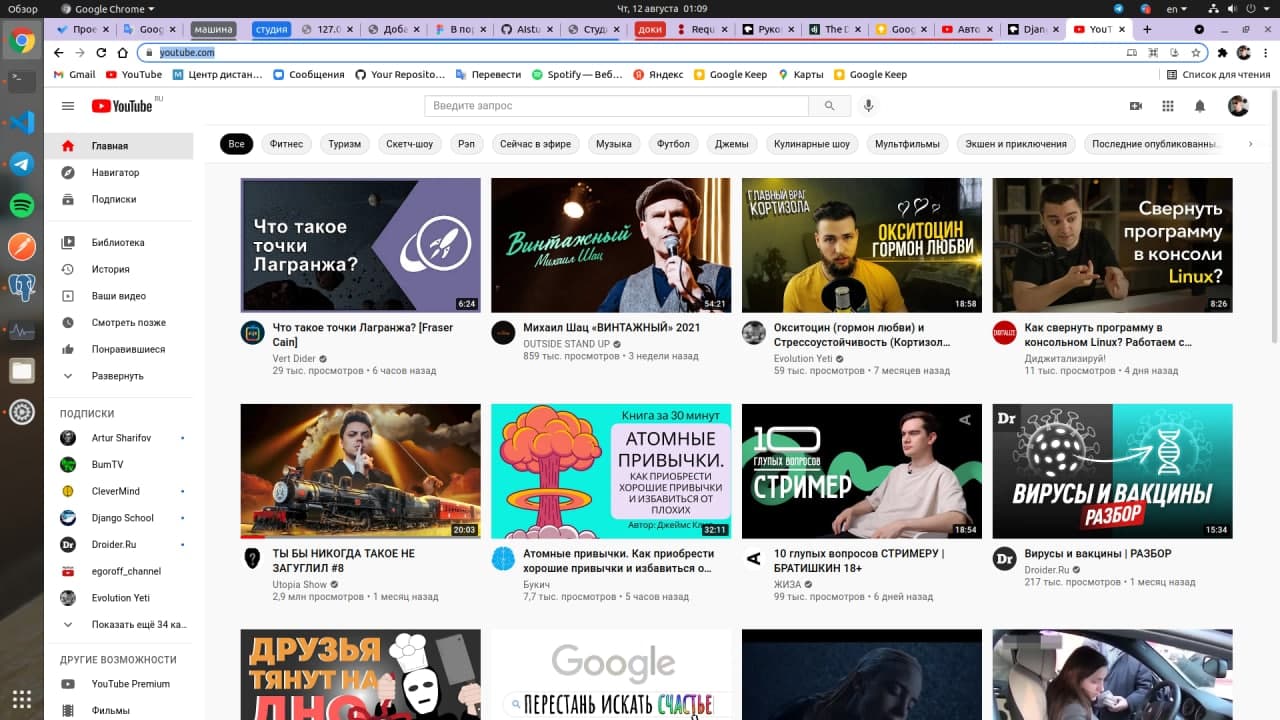 Обзор
Google Chrome
Чт, 12 августа 01:09
en
Прое
Goog
машина
студия
127.0
Доба
В по
AIstu
Студ
доки
Requ
Руко
The D
Goog
Авто
Djan
YouT
youtube.com
Gmail
YouTube
Центр дистан...
Сообщения
Your Reposito...
Перевести
Spotify — Веб...
Яндекс
Google Keep
Карты
Google Keep
Список для чтения
YouTube RU
Введите запрос
Главная
Навигатор
Подписки
Библиотека
История
Ваши видео
Смотреть позже
Понравившиеся
Развернуть
ПОДПИСКИ
Artur Sharifov
BumTV
CleverMind
Django School
Droider.Ru
egoroff_channel
Evolution Yeti
Показать ещё 34 ка...
ДРУГИЕ ВОЗМОЖНОСТИ
YouTube Premium
Фильмы
Все
Фитнес
Туризм
Скетч-шоу
Рэп
Сейчас в эфире
Музыка
Футбол
Джемы
Кулинарные шоу
Мультфильмы
Экшен и приключения
Последние опубликованны...
Что такое
точки
Лагранжа?
6:24
Что такое точки Лагранжа? [Fraser
Cain]
Vert Dider
29 тыс. просмотров • 6 часов назад
Винтажный
Михаил Шац
54:21
Михаил Шац «ВИНТАЖНЫЙ» 2021
OUTSIDE STAND UP
859 тыс. просмотров • 3 недели назад
ГЛАВНЫЙ ВРАГ
КОРТИЗОЛА
ОКСИТОЦИН
ГОРМОН ЛЮБВИ
18:58
Окситоцин (гормон любви) и
Стрессоустойчивость (Кортизол...
Evolution Yeti
59 тыс. просмотров • 7 месяцев назад
Свернуть
программу
в консоли
Linux?
8:26
DIGITALIZE
Как свернуть программу в
консольном Linux? Работаем с...
Диджитализируй!
11 тыс. просмотров • 4 дня назад
20:03
ТЫ БЫ НИКОГДА ТАКОЕ НЕ
ЗАГУГЛИЛ #8
Utopia Show
2,9 млн просмотров • 1 месяц назад
Книга за 30 минут
АТОМНЫЕ
ПРИВЫЧКИ.
КАК ПРИОБРЕСТИ
ХОРОШИЕ ПРИВЫЧКИ
И ИЗБАВИТЬСЯ ОТ
ПЛОХИХ
Автор: Джеймс Кл
32:11
Атомные привычки. Как приобрести
хорошие привычки и избавиться о...
Букич
7,7 тыс. просмотров • 5 часов назад
10
ГЛУПЫХ ВОПРОСОВ
СТРИМЕР
18:54
10 глупых вопросов СТРИМЕРУ |
БРАТИШКИН 18+
ЖИЗА
99 тыс. просмотров • 6 дней назад
Dr
ВИРУСЫ И ВАКЦИНЫ
РАЗБОР
15:34
Dr
Вирусы и вакцины | РАЗБОР
Droider.Ru
217 тыс. просмотров • 1 месяц назад
ДРУЗЬЯ
ТЯНУТ НА
ДНО
Google
ПЕРЕСТАНЬ ИСКАТЬ СЧАСТЬЕ